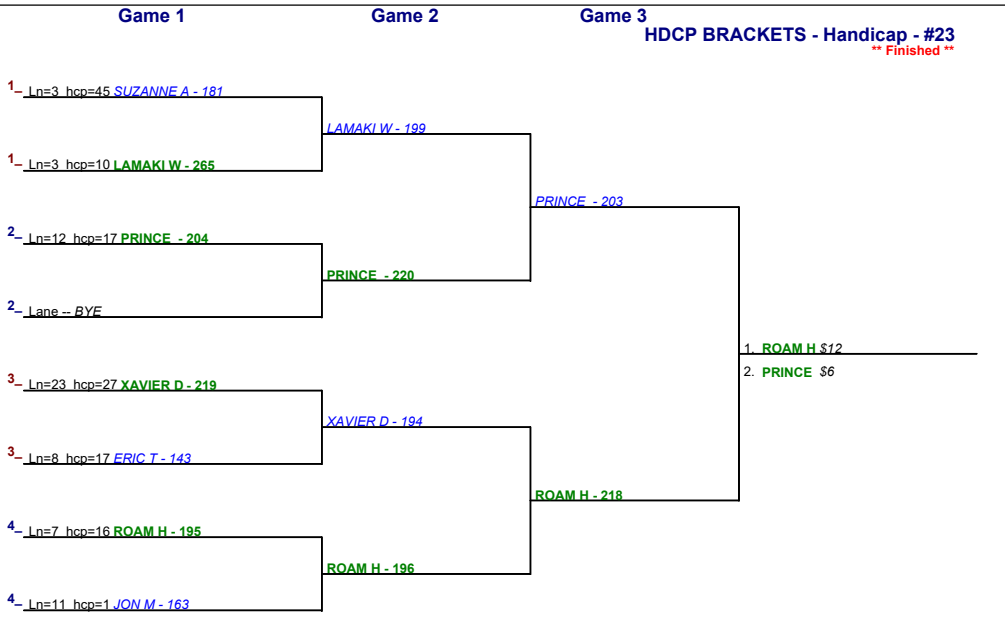 Game 1 Game 2 Game 3
HDCP BRACKETS - Handicap - #23
** Finished **
1 Ln=3 hcp=45 SUZANNE A - 181
LAMAKI W - 199
1 Ln=3 hcp=10 LAMAKI W - 265
PRINCE - 203
2 Ln=12 hcp=17 PRINCE - 204
PRINCE - 220
2 Lane -- BYE
1. ROAM H $12
2. PRINCE $6
3 Ln=23 hcp=27 XAVIER D - 219
XAVIER D - 194
3 Ln=8 hcp=17 ERIC T - 143
ROAM H - 218
4 Ln=7 hcp=16 ROAM H - 195
ROAM H - 196
4 Ln=11 hcp=1 JON M - 163